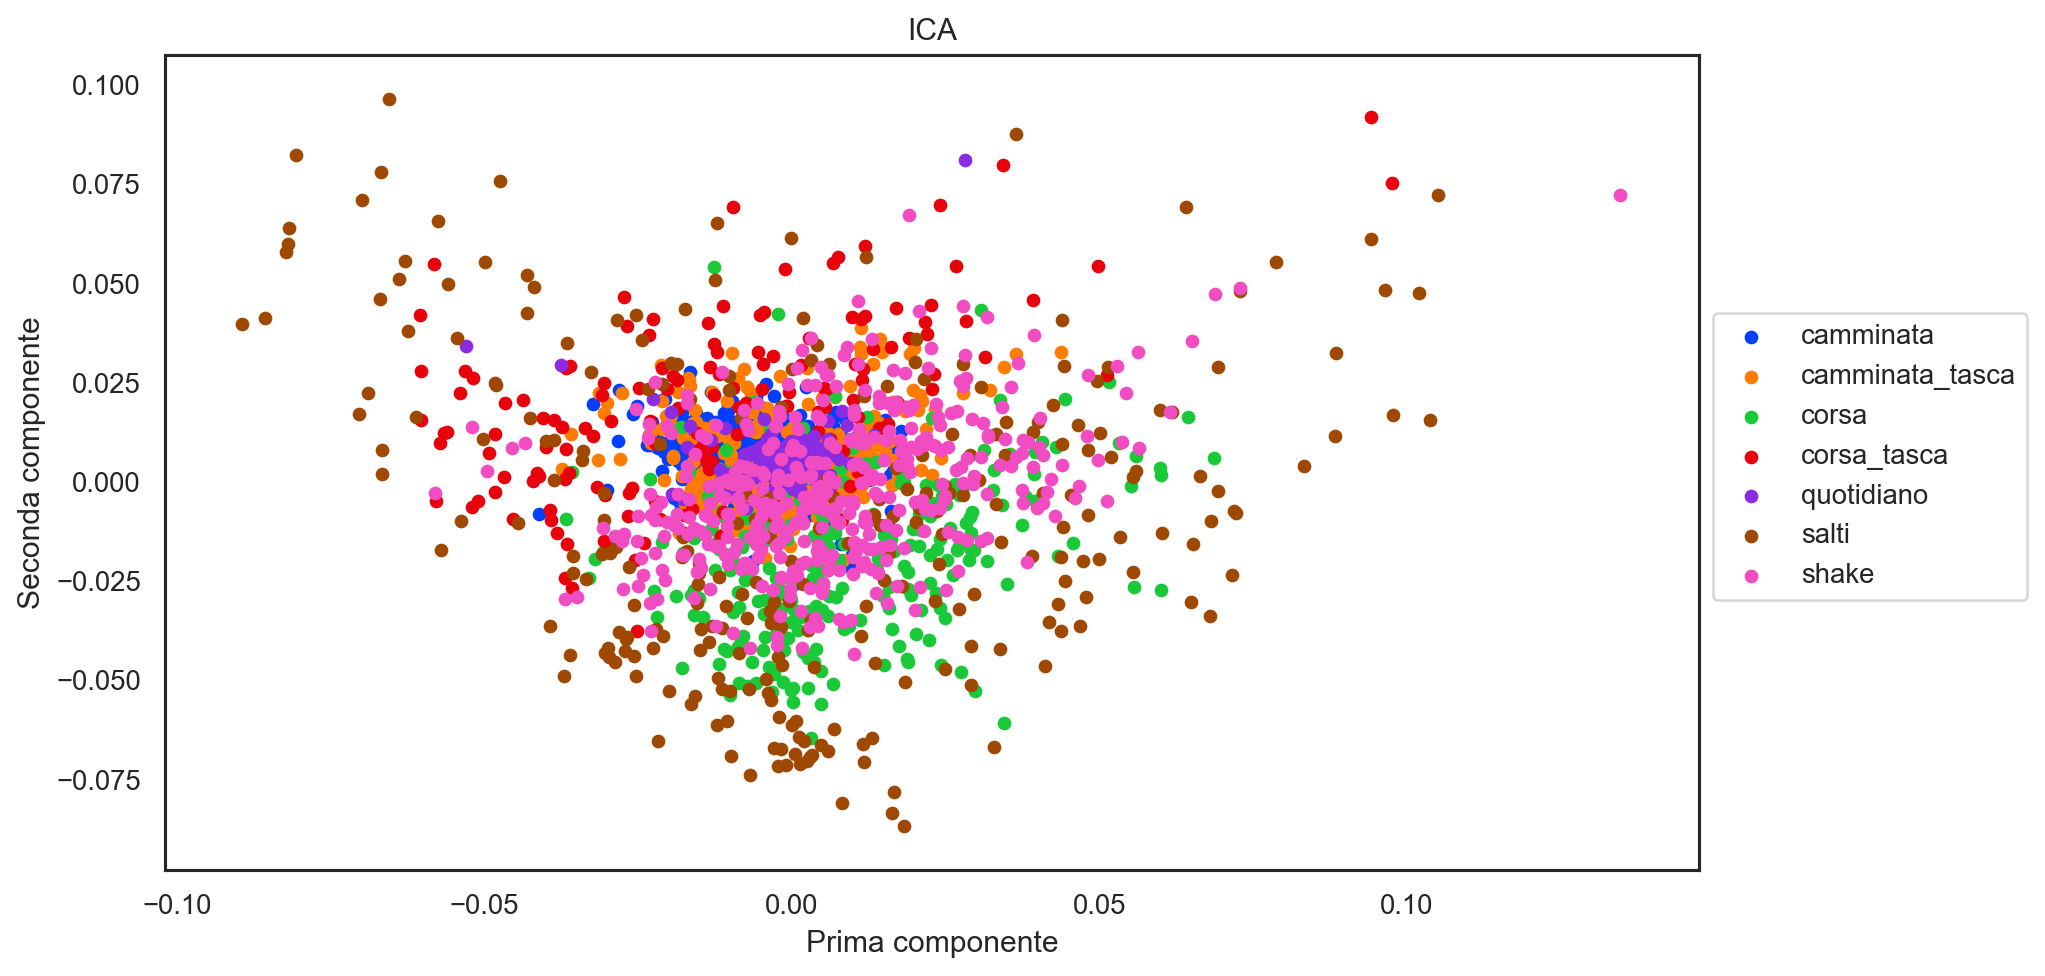 ICA
0.100
0.075
0.050
0.025
0.000
−0.025
−0.050
−0.075
Seconda componente
−0.10
−0.05
0.00
0.05
0.10
Prima componente
camminata
camminata_tasca
corsa
corsa_tasca
quotidiano
salti
shake